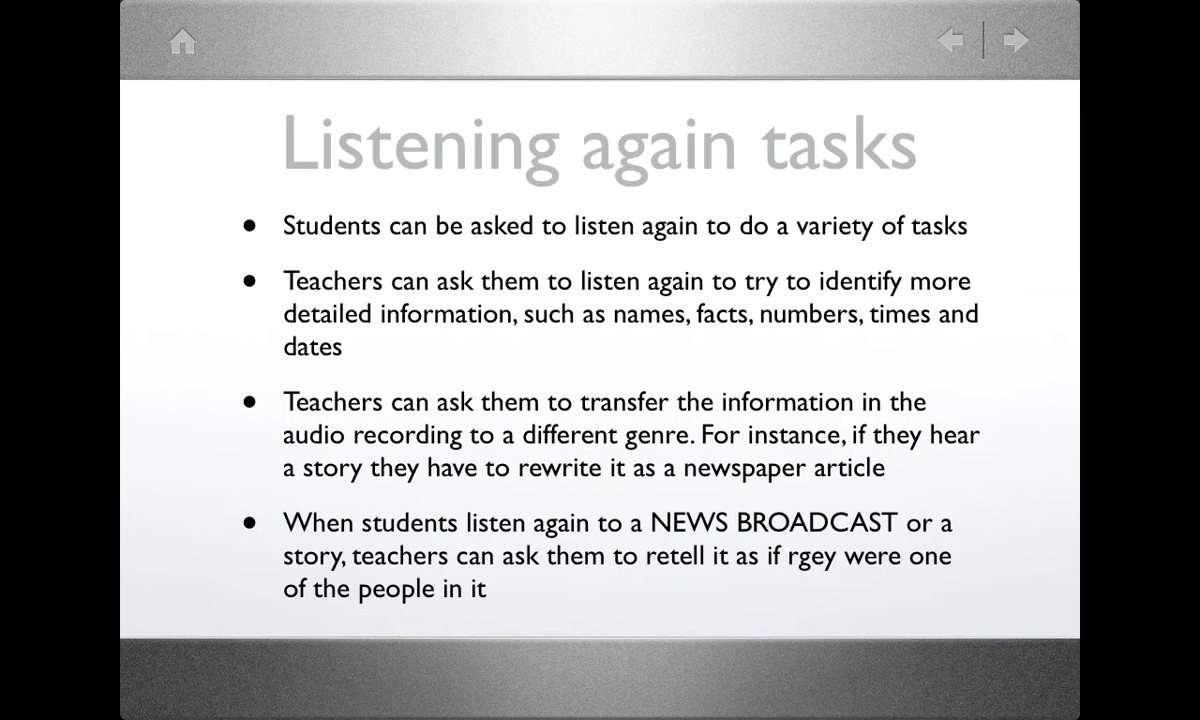 Listening again tasks
• Students can be asked to listen again to do a variety of tasks
• Teachers can ask them to listen again to try to identify more
detailed information, such as names, facts, numbers, times and
dates
• Teachers can ask them to transfer the information in the
audio recording to a different genre. For instance, if they hear
a story they have to rewrite it as a newspaper article
• When students listen again to a NEWS BROADCAST or a
story, teachers can ask them to retell it as if rgey were one
of the people in it